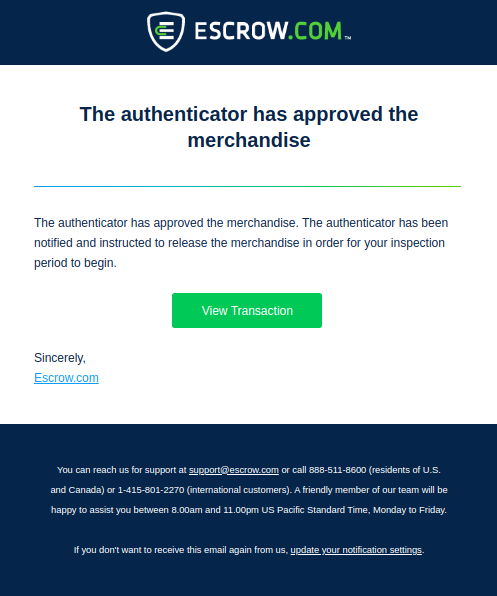 ESCROW.COM™
The authenticator has approved the
merchandise
The authenticator has approved the merchandise. The authenticator has been
notified and instructed to release the merchandise in order for your inspection
period to begin.
View Transaction
Sincerely,
Escrow.com
You can reach us for support at support@escrow.com or call 888-511-8600 (residents of U.S.
and Canada) or 1-415-801-2270 (international customers). A friendly member of our team will be
happy to assist you between 8.00am and 11.00pm US Pacific Standard Time, Monday to Friday.
If you don't want to receive this email again from us, update your notification settings.